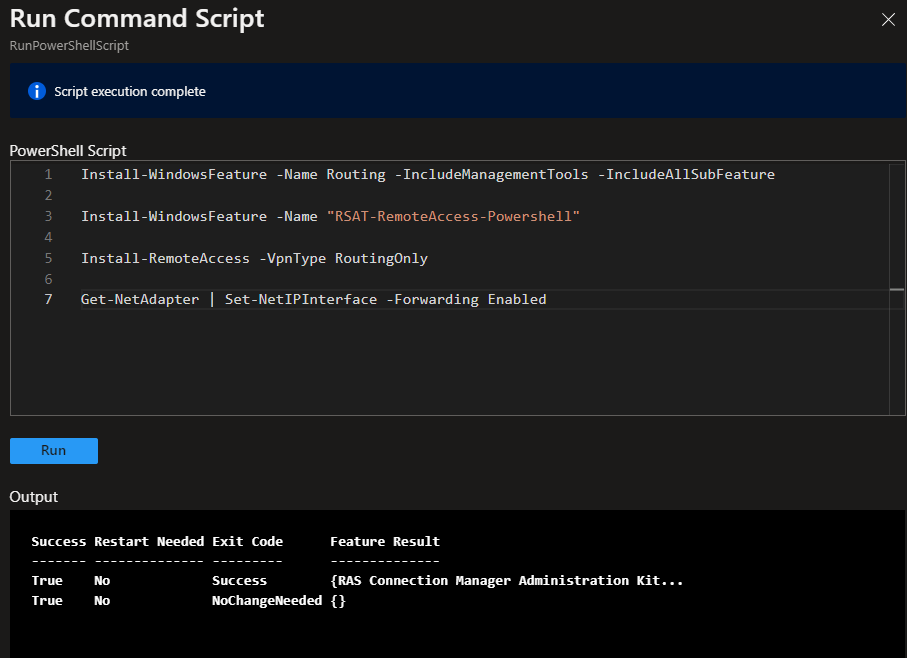 Run Command Script
RunPowerShellScript
Script execution complete
PowerShell Script
1 Install-WindowsFeature -Name Routing -IncludeManagementTools -IncludeAllSubFeature
2
3 Install-WindowsFeature -Name "RSAT-RemoteAccess-Powershell"
4
5 Install-RemoteAccess -VpnType RoutingOnly
6
7 Get-NetAdapter | Set-NetIPInterface -Forwarding Enabled
Run
Output
Success Restart Needed Exit Code      Feature Result
------- -------------- ---------      --------------
True    No             Success        {RAS Connection Manager Administration Kit...
True    No             NoChangeNeeded {}